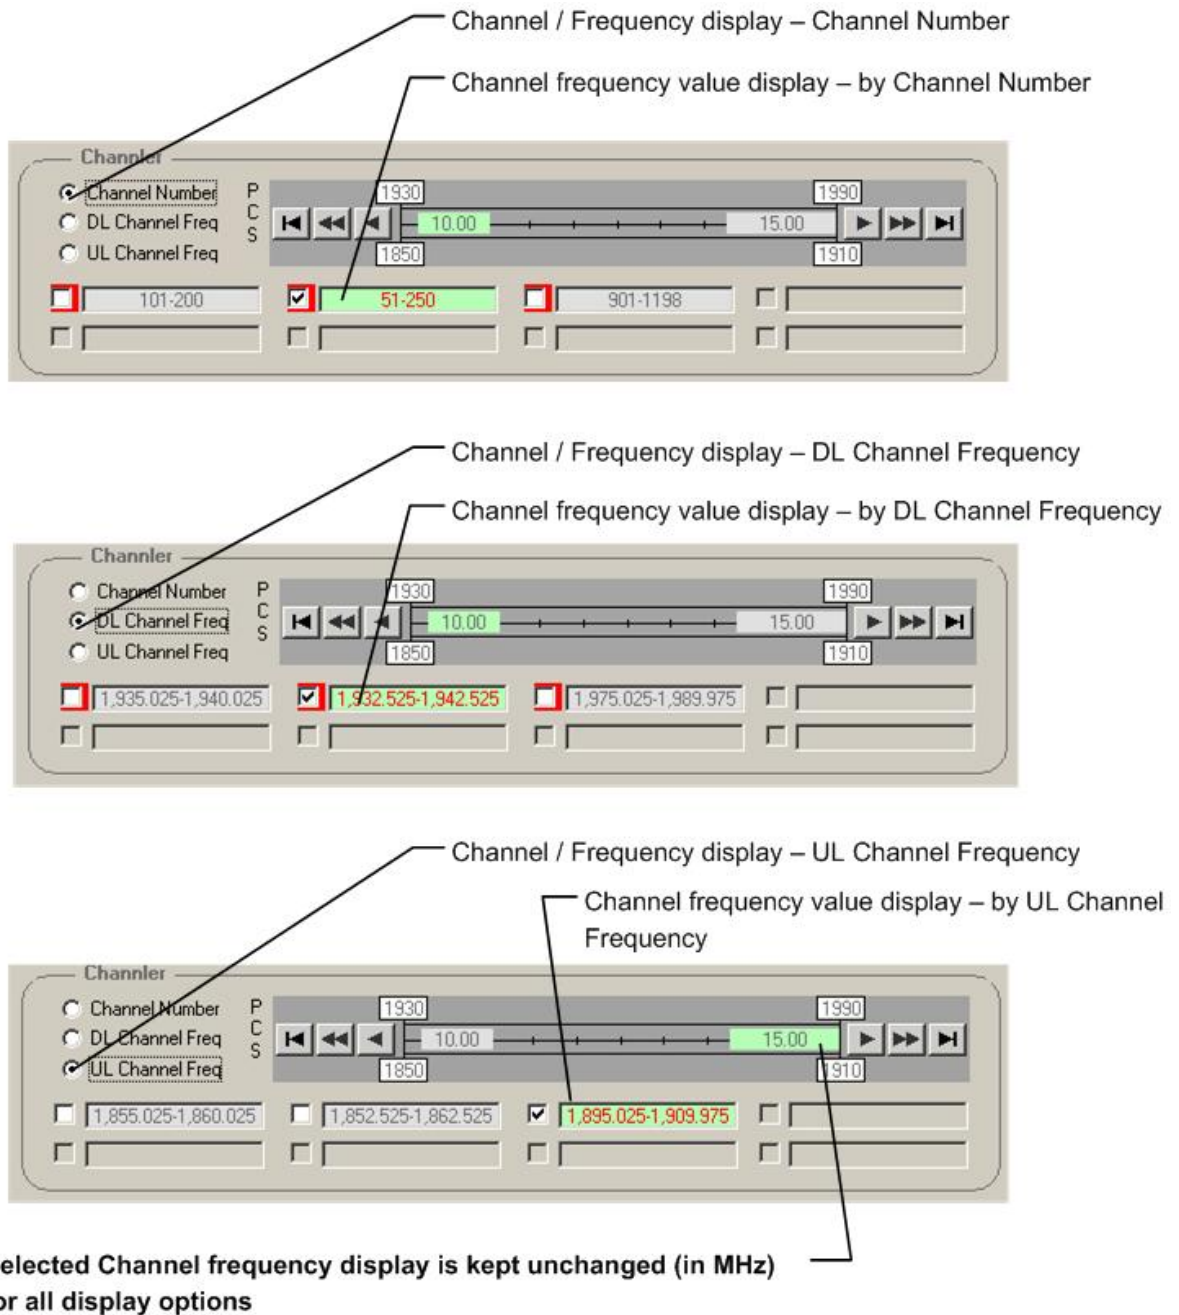 Channel / Frequency display – Channel Number
Channel frequency value display – by Channel Number
Channler
Channel Number
DL Channel Freq
UL Channel Freq
PCS
1930
1990
10.00
15.00
1850
1910
101-200
51-250
901-1198
Channel / Frequency display – DL Channel Frequency
Channel frequency value display – by DL Channel Frequency
Channler
Channel Number
DL Channel Freq
UL Channel Freq
PCS
1930
1990
10.00
15.00
1850
1910
1,935.025-1,940.025
1,932.525-1,942.525
1,975.025-1,989.975
Channel / Frequency display – UL Channel Frequency
Channel frequency value display – by UL Channel
Frequency
Channler
Channel Number
DL Channel Freq
UL Channel Freq
PCS
1930
1990
10.00
15.00
1850
1910
1,855.025-1,860.025
1,852.525-1,862.525
1,895.025-1,909.975
elected Channel frequency display is kept unchanged (in MHz)
or all display options